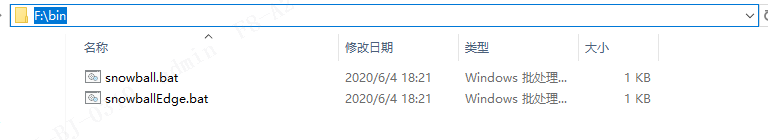 F:\bin
名称 修改日期 类型 大小
snowball.bat 2020/6/4 18:21 Windows 批处理... 1 KB
snowballEdge.bat 2020/6/4 18:21 Windows 批处理... 1 KB